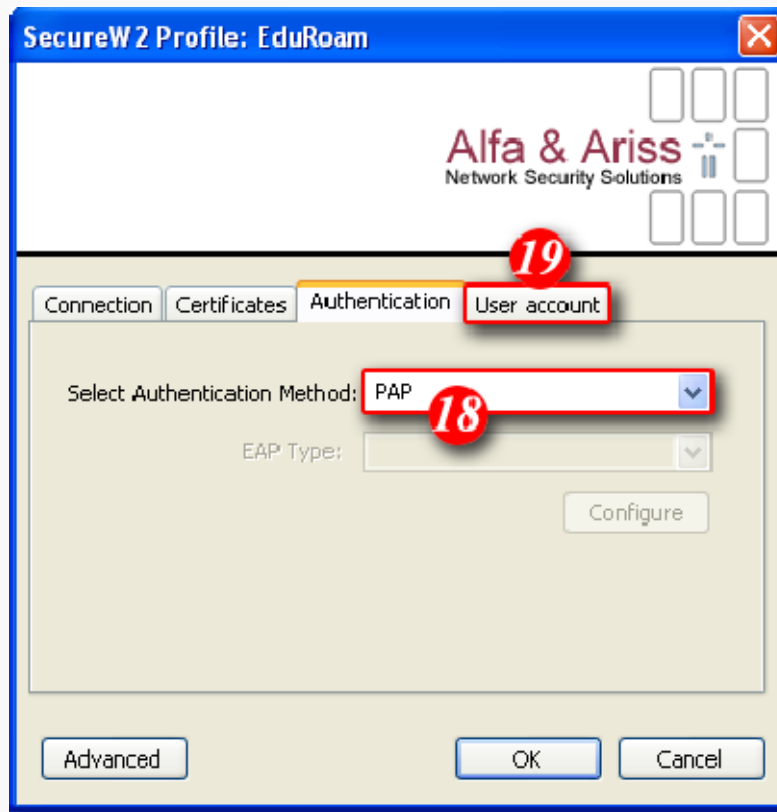 SecureW2 Profile: EduRoam
Alfa & Ariss
Network Security Solutions
19
Connection Certificates Authentication User account
Select Authentication Method: PAP
18
EAP Type:
Configure
Advanced OK Cancel